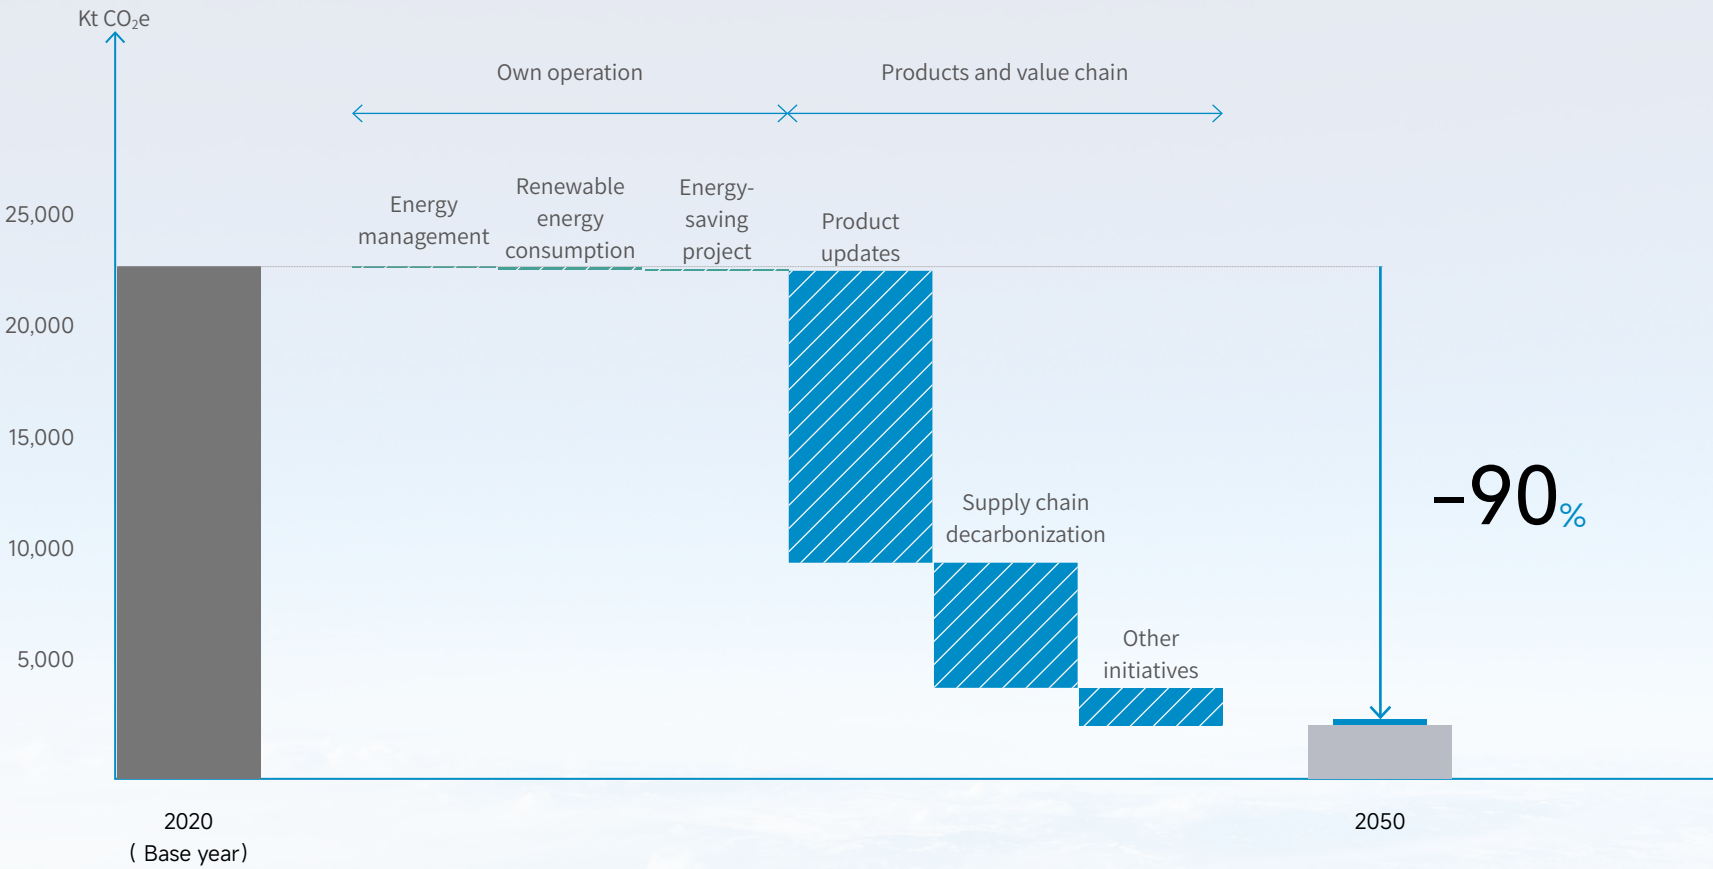 Kt CO₂e
Own operation
Products and value chain
Energy
management
Renewable
energy
consumption
Energy-
saving
project
Product
updates
25,000
20,000
15,000
10,000
5,000
Supply chain
decarbonization
Other
initiatives
-90%
2020
( Base year)
2050